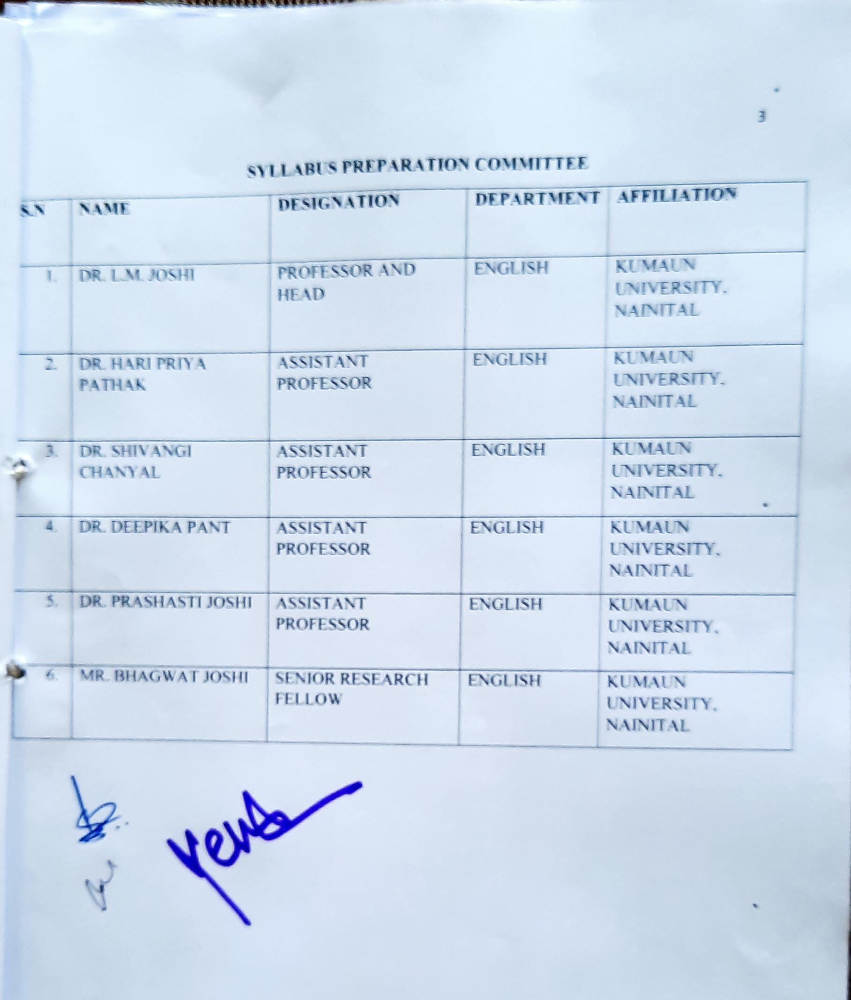 3
SYLLABUS PREPARATION COMMITTEE
S.N NAME DESIGNATION DEPARTMENT AFFILIATION
1. DR. L.M. JOSHI PROFESSOR AND ENGLISH KUMAUN
HEAD UNIVERSITY,
NAINITAL
2. DR. HARI PRIYA ASSISTANT ENGLISH KUMAUN
PATHAK PROFESSOR UNIVERSITY,
NAINITAL
3. DR. SHIVANGI ASSISTANT ENGLISH KUMAUN
CHANYAL PROFESSOR UNIVERSITY,
NAINITAL
4. DR. DEEPIKA PANT ASSISTANT ENGLISH KUMAUN
PROFESSOR UNIVERSITY,
NAINITAL
5. DR. PRASHASTI JOSHI ASSISTANT ENGLISH KUMAUN
PROFESSOR UNIVERSITY,
NAINITAL
6. MR. BHAGWAT JOSHI SENIOR RESEARCH ENGLISH KUMAUN
FELLOW UNIVERSITY,
NAINITAL